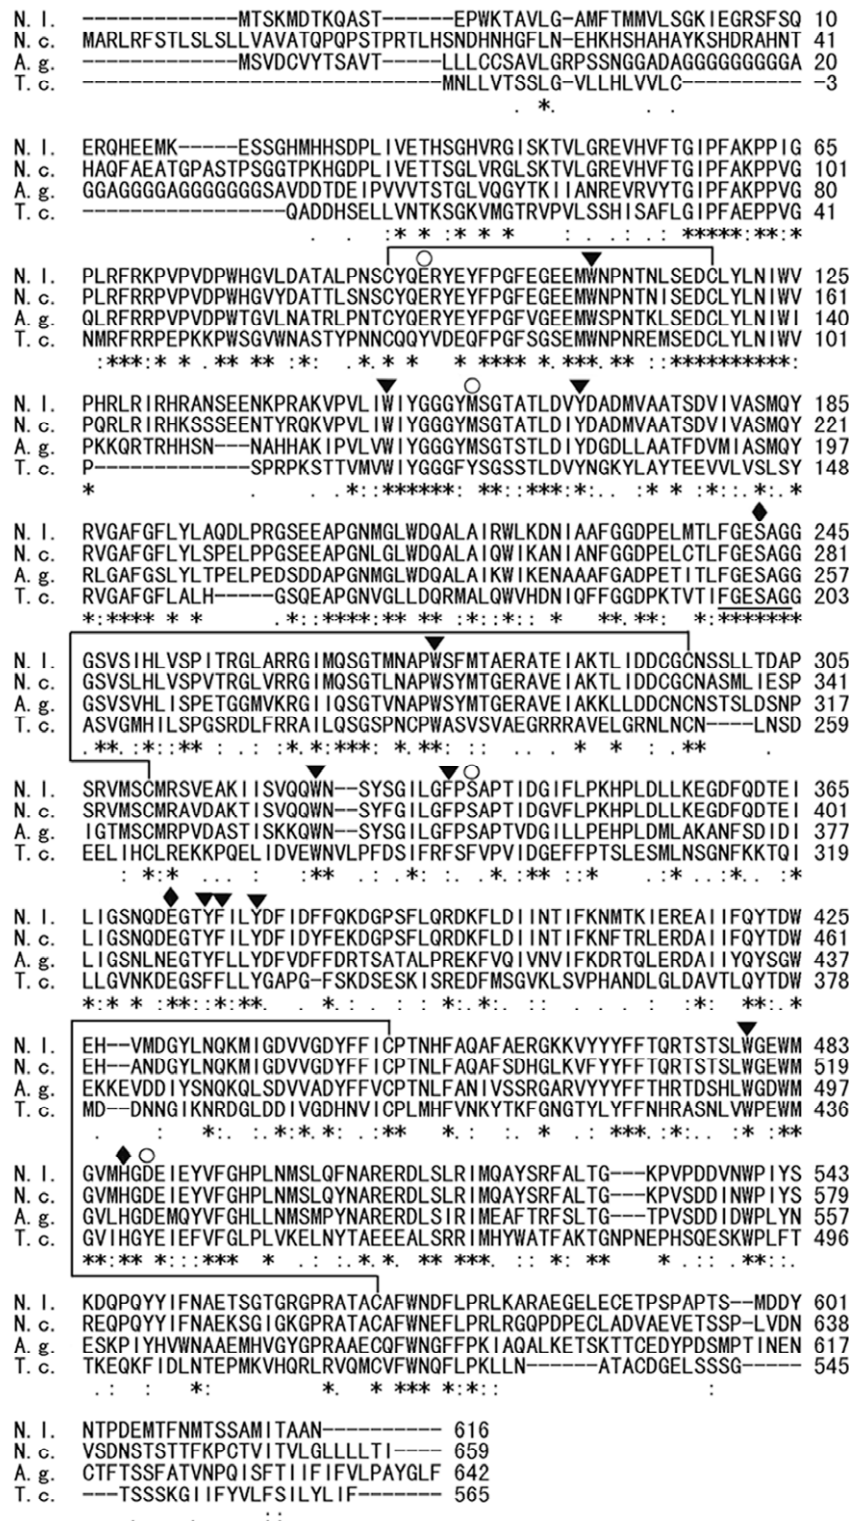 N. l. -------------MTSKMDTKQAST------EPWKTAVLG-AMFTMMVLSGKIEGRSFSQ 10
N. c. MARLRFSTLSLSLLVAVATQPQPSTPRTLHSNDHNHGFLN-EHKHSHAHAYKSHDRAHNT 41
A. g. -------------MSVDCVYTSAVT-----LLLCCSAVLGRPSSNGGADAGGGGGGGGGA 20
T. c. ------------------------------MNLLVTSSLG-VLLHLVVLC---------- -3
. *. . .
N. l. ERQHEEMK-----ESSGHMHHSDPLIVETHSGHVRGISKTVLGREVHVFTGIPFAKPPIG 65
N. c. HAQFAEATGPASTPSGGTPKHGDPLIVETTSGLVRGLSKTVLGREVHVFTGIPFAKPPVG 101
A. g. GGAGGGGAGGGGGGGSAVDDTDEIPVVVTSTGLVQGYTKIIANREVRVYTGIPFAKPPVG 80
T. c. -----------------QADDHSELLVNTKSGKVMGTRVPVLSSHISAFLGIPFAEPPVG 41
. . :* * :* * * : . : : *****:**:*
N. l. PLRFRKPVPVDPWHGVLDATALPNSCYQERYEYFPGFEGEEMWNPNTNLSEDCLYLNIWV 125
N. c. PLRFRRPVPVDPWHGVYDATTLSNSCYQERYEYFPGFEGEEMWNPNTNISEDCLYLNIWV 161
A. g. QLRFRRPVPVDPWTGVLNATRLPNTCYQERYEYFPGFVGEEMWSPNTKLSEDCLYLNIWI 140
T. c. NMRFRRPEPKKPWSGVWNASTYPNNCQQYVDEQFPGFSGSEMWNPNREMSEDCLYLNIWV 101
:***:* * .** ** :*: .*.* * * **** *.***.** ::**********:
N. l. PHRLRIRHRANSEENKPRAKVPVLIWIYGGGYMSGTATLDVYDADMVAATSDVIVASMQY 185
N. c. PQRLRIRHKSSSEENTYRQKVPVLIWIYGGGYMSGTATLDIYDADMVAATSDVIVASMQY 221
A. g. PKKQRTRHHSN---NAHHAKIPVLVWIYGGGYMSGTSTLDIYDGDLLAATFDVMIASMQY 197
T. c. P-------------SPRPKSTTVMVWIYGGGFYSGSSTLDVYNGKYLAYTEEVVLVSLSY 148
* . . .*::******: **::***:*:.. :* * :*::.*:.*
N. l. RVGAFGFLYLAQDLPRGSEEAPGNMGLWDQALAIRWLKDNIAAFGGDPELMTLFGESAGG 245
N. c. RVGAFGFLYLSPELPPGSEEAPGNLGLWDQALAIQWIKANIANFGGDPELCTLFGESAGG 281
A. g. RLGAFGSLYLTPELPEDSDDAPGNMGLWDQALAIKWIKENAAAFGADPETITLFGESAGG 257
T. c. RVGAFGFLALH-----GSQEAPGNVGLLDQRMALQWVHDNIQFFGGDPKTVTIFGESAGG 203
*:**** * * .*::****:** ** :*::*:: * **.**. *:*******
N. l. GSVSIHLVSPITRGLARRGIMQSGTMNAPWSFMTAERATEIAKTLIDDCGCNSSLLTDAP 305
N. c. GSVSLHLVSPVTRGLVRRGIMQSGTLNAPWSYMTGERAVEIAKTLIDDCGCNASMLIESP 341
A. g. GSVSVHLISPETGGMVKRGIIQSGTVNAPWSYMTGERAVEIAKKLLDDCNCNSTSLDSNP 317
T. c. ASVGMHILSPGSRDLFRRAILQSGSPNCPWASVSVAEGRRRAVELGRNLNCN----LNSD 259
.**.:*::** : .: :*.*:***: *.**: :: .. . * * : .** .
N. l. SRVMSCMRSVEAKIISVQQWN--SYSGILGFPSAPTIDGIFLPKHPLDLLKEGDFQDTEI 365
N. c. SRVMSCMRAVDAKTISVQQWN--SYFGILGFPSAPTIDGVFLPKHPLDLLKEGDFQDTEI 401
A. g. IGTMSCMRPVDASTISKKQWN--SYSGILGFPSAPTVDGILLPEHPLDMLAKANFSDIDI 377
T. c. EELIHCLREKKPQELIDVEWNVLPFDSIFRFSFVPVIDGEFFPTSLESMLNSGNFKKTQI 319
: *:* . .. : :** .: .*: *. .*.:** ::* .:* ..:*.. :*
N. l. LIGSNQDEGTYFILYDFIDFFQKDGPSFLQRDKFLDIINTIFKNMTKIEREAIIFQYTDW 425
N. c. LIGSNQDEGTYFILYDFIDYFEKDGPSFLQRDKFLDIINTIFKNFTRLERDAIIFQYTDW 461
A. g. LIGSNLNEGTYFLLYDFVDFFDRTSATALPREKFVQIVNVIFKDRTQLERDAIIYQYSGW 437
T. c. LLGVNKDEGSFFLLYGAPG-FSKDSESKISREDFMSGVKLSVPHANDLGLDAVTLQYTDW 378
*:* * :**::*:**. . *.: . : : *:.*:. :: . . : :*: **:.*
N. l. EH--VMDGYLNQKMIGDVVGDYFFICPTNHFAQAFAERGKKVYYYFFTQRTSTSLWGEWM 483
N. c. EH--ANDGYLNQKMIGDVVGDYFFICPTNLFAQAFSDHGLKVFYYFFTQRTSTSLWGEWM 519
A. g. EKKEVDDIYSNQKQLSDVVADYFFVCPTNLFANIVSSRGARVYYYFFTHRTDSHLWGDWM 497
T. c. MD--DNNGIKNRDGLDDIVGDHNVICPLMHFVNKYTKFGNGTYLYFFNHRASNLVWPEWM 436
. : *:. :.*:*.*: .:** *.: :. * .: ***.:*:.. :* :**
N. l. GVMHGDEIEYVFGHPLNMSLQFNARERDLSLRIMQAYSRFALTG---KPVPDDVNWPIYS 543
N. c. GVMHGDEIEYVFGHPLNMSLQYNARERDLSLRIMQAYSRFALTG---KPVSDDINWPIYS 579
A. g. GVLHGDEMQYVFGHLLNMSMPYNARERDLSIRIMEAFTRFSLTG---TPVSDDIDWPLYN 557
T. c. GVIHGYEIEFVFGLPLVKELNYTAEEEALSRRIMHYWATFAKTGNPNEPHSQESKWPLFT 496
**:** *::*** * .: :.*.*. ** ***. :: *: ** * .:: .**::.
N. l. KDQPQYYIFNAETSGTGRGPRATACAFWNDFLPRLKARAEGELECETPSPAPTS--MDDY 601
N. c. REQPQYYIFNAEKSGIGKGPRATACAFWNEFLPRLRGQPDPECLADVAEVETSSP-LVDN 638
A. g. ESKPIYHVWNAAEMHVGYGPRAAECQFWNGFFPKIAQALKETSKTTCEDYPDSMPTINEN 617
T. c. TKEQKFIDLNTEPMKVHQRLRVQMCVFWNQFLPKLLN------ATACDGELSSSG----- 545
.: : *: *. * *** *:*:: :
N. l. NTPDEMTFNMTSSAMITAAN---------- 616
N. c. VSDNSTSTTFKPCTVITVLGLLLLTI---- 659
A. g. CTFTSSFATVNPQISFTIIFIFVLPAYGLF 642
T. c. ---TSSSKGIIFYVLFSILYLIF------- 565
. . ::